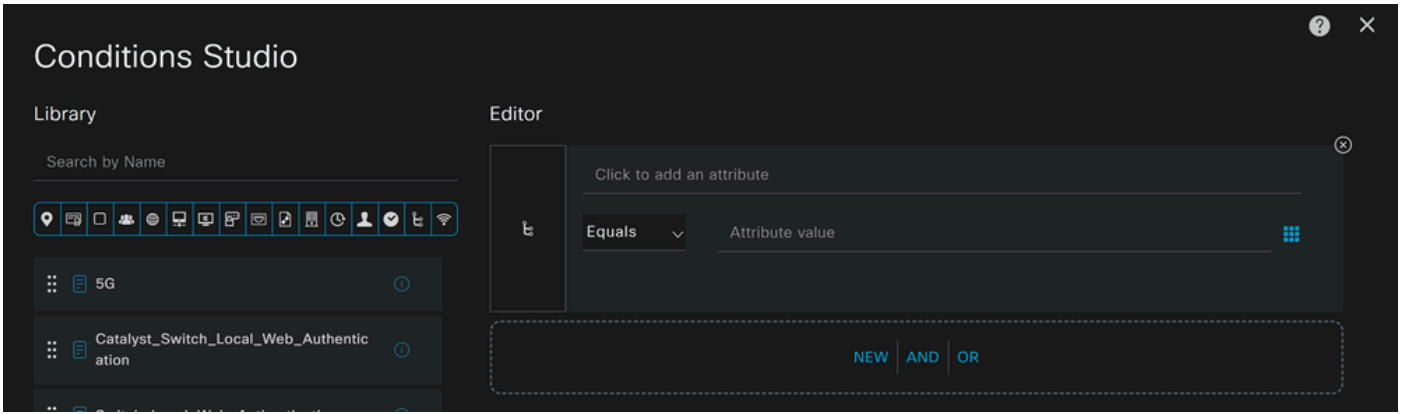 Conditions Studio
Library
Search by Name
5G
Catalyst_Switch_Local_Web_Authentic
ation
Editor
Click to add an attribute
Equals
Attribute value
NEW AND OR